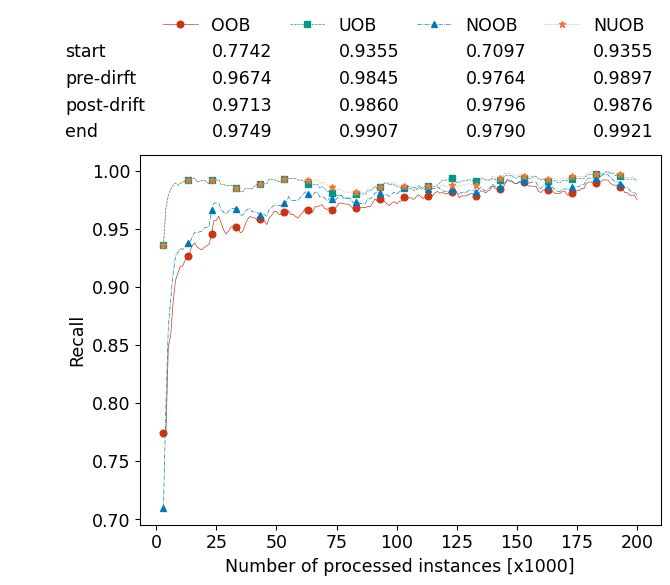 OOB UOB NOOB NUOB
start 0.7742 0.9355 0.7097 0.9355
pre-dirft 0.9674 0.9845 0.9764 0.9897
post-drift 0.9713 0.9860 0.9796 0.9876
end 0.9749 0.9907 0.9790 0.9921
1.00
0.95
0.90
0.85
0.80
0.75
0.70
Recall
0 25 50 75 100 125 150 175 200
Number of processed instances [x1000]